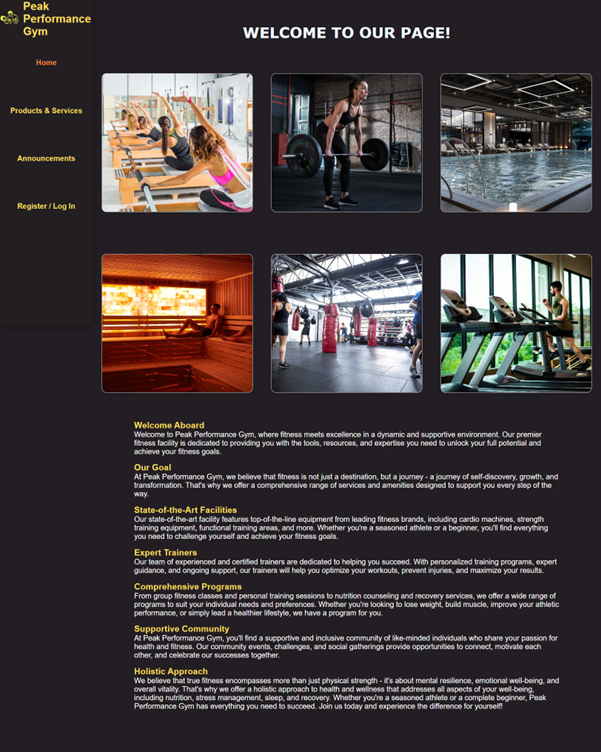 Peak
Performance
Gym
Home
Products & Services
Announcements
Register / Log In
WELCOME TO OUR PAGE!
Welcome Aboard
Welcome to Peak Performance Gym, where fitness meets excellence in a dynamic and supportive environment. Our premier
fitness facility is dedicated to providing you with the tools, resources, and expertise you need to unlock your full potential and
achieve your fitness goals.
Our Goal
At Peak Performance Gym, we believe that fitness is not just a destination, but a journey - a journey of self-discovery, growth, and
transformation. That's why we offer a comprehensive range of services and amenities designed to support you every step of the
way.
State-of-the-Art Facilities
Our state-of-the-art facility features top-of-the-line equipment from leading fitness brands, including cardio machines, strength
training equipment, functional training areas, and more. Whether you're a seasoned athlete or a beginner, you'll find everything
you need to challenge yourself and achieve your fitness goals.
Expert Trainers
Our team of experienced and certified trainers are dedicated to helping you succeed. With personalized training programs, expert
guidance, and ongoing support, our trainers will help you optimize your workouts, prevent injuries, and maximize your results.
Comprehensive Programs
From group fitness classes and personal training sessions to nutrition counseling and recovery services, we offer a wide range of
programs to suit your individual needs and preferences. Whether you're looking to lose weight, build muscle, improve your athletic
performance, or simply lead a healthier lifestyle, we have a program for you.
Supportive Community
At Peak Performance Gym, you'll find a supportive and inclusive community of like-minded individuals who share your passion for
health and fitness. Our community events, challenges, and social gatherings provide opportunities to connect, motivate each
other, and celebrate our successes together.
Holistic Approach
We believe that true fitness encompasses more than just physical strength - it's about mental resilience, emotional well-being, and
overall vitality. That's why we offer a holistic approach to health and wellness that addresses all aspects of your well-being,
including nutrition, stress management, sleep, and recovery. Whether you're a seasoned athlete or a complete beginner, Peak
Performance Gym has everything you need to succeed. Join us today and experience the difference for yourself!